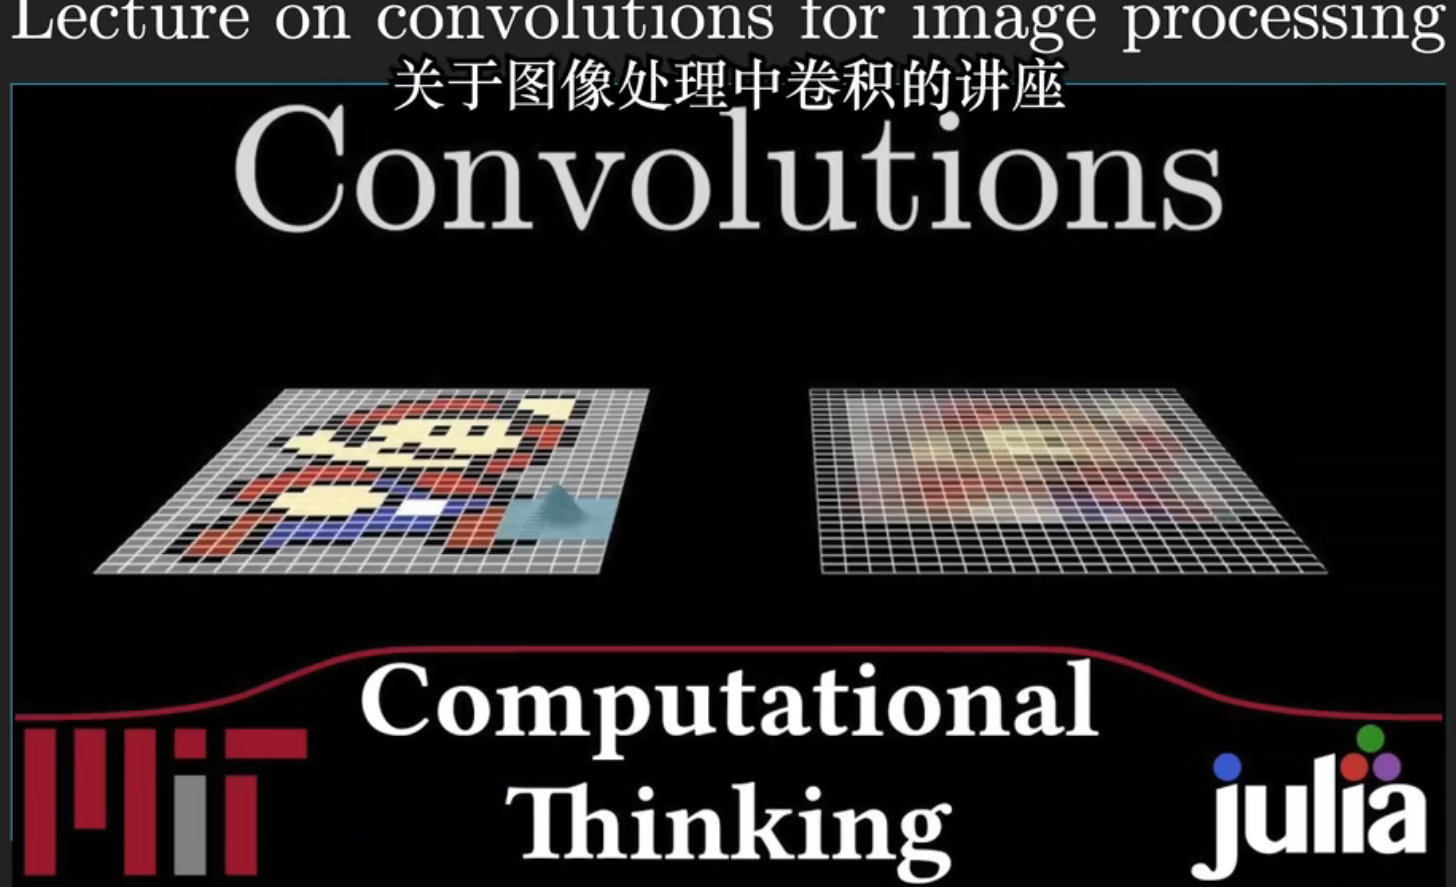 Lecture on convolutions for image processing
关于图像处理中卷积的讲座
Convolutions
Computational
Thinking
MiT
julia